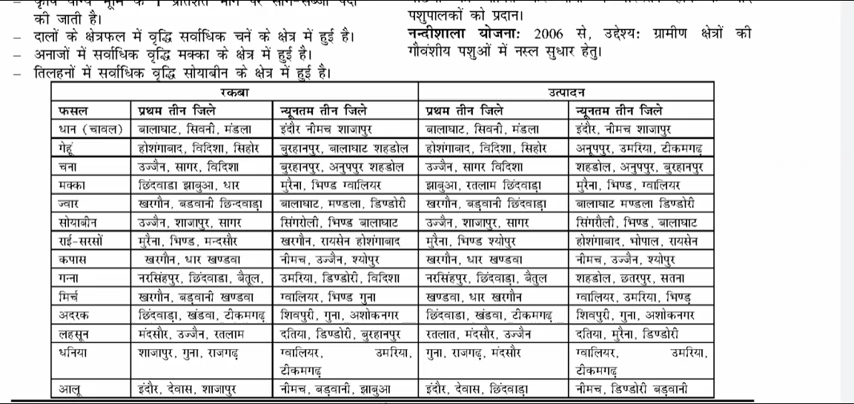 कृषि योग्य भूमि के 1 प्रतिशत भाग पर साग-सब्जी पैदा
की जाती है।
– दालों के क्षेत्रफल में वृद्धि सर्वाधिक चने के क्षेत्र में हुई है।
– अनाजों में सर्वाधिक वृद्धि मक्का के क्षेत्र में हुई है।
– तिलहनों में सर्वाधिक वृद्धि सोयाबीन के क्षेत्र में हुई है।
पशुपालकों को प्रदान।
नन्दीशाला योजना: 2006 से, उद्देश्य: ग्रामीण क्षेत्रों की
गौवंशीय पशुओं में नस्ल सुधार हेतु।
रकबा उत्पादन
फसल प्रथम तीन जिले न्यूनतम तीन जिले प्रथम तीन जिले न्यूनतम तीन जिले
धान (चावल) बालाघाट, सिवनी, मंडला इंदौर नीमच शाजापुर बालाघाट, सिवनी, मंडला इंदौर, नीमच शाजापुर
गेहूं होशंगाबाद, विदिशा, सिहोर बुरहानपुर, बालाघाट शहडोल होशंगाबाद, विदिशा, सिहोर अनूपपुर, उमरिया, टीकमगढ़
चना उज्जैन, सागर, विदिशा बुरहानपुर, अनुपपुर शहडोल उज्जैन, सागर विदिशा शहडोल, अनुपपुर, बुरहानपुर
मक्का छिंदवाडा झाबुआ, धार मुरैना, भिण्ड ग्वालियर झाबुआ, रतलाम छिंदवाड़ा मुरैना, भिण्ड, ग्वालियर
ज्वार खरगौन, बडवानी छिन्दवाड़ा बालाघाट, मण्डला, डिण्डोरी खरगौन, बड़वानी छिंदवाड़ा बालाघाट मण्डला डिण्डोरी
सोयाबीन उज्जैन, शाजापुर, सागर सिंगरोली, भिण्ड बालाघाट उज्जैन, शाजापुर, सागर सिंगरौली, भिण्ड, बालाघाट
राई-सरसों मुरैना, भिण्ड, मन्दसौर खरगौन, रायसेन होशंगाबाद मुरैना, भिण्ड श्योपुर होशंगाबाद, भोपाल, रायसेन
कपास खरगौन, धार खण्डवा नीमच, उज्जैन, श्योपुर खरगौन, धार खण्डवा नीमच, उज्जैन, श्योपुर
गन्ना नरसिंहपुर, छिंदवाड़ा, बैतूल, उमरिया, डिण्डोरी, विदिशा नरसिंहपुर, छिंदवाड़ा, बैतुल शहडोल, छतरपुर, सतना
मिर्च खरगौन, बड़वानी खण्डवा ग्वालियर, भिण्ड गुना खण्डवा, धार खरगौन ग्वालियर, उमरिया, भिण्ड
अदरक छिंदवाड़ा, खंडवा, टीकमगढ़ शिवपुरी, गुना, अशोकनगर छिंदवाड़ा, खंडवा, टीकमगढ़ शिवपुरी, गुना, अशोकनगर
लहसून मंदसौर, उज्जैन, रतलाम दतिया, डिण्डोरी, बुरहानपुर रतलात, मंदसौर, उज्जैन दतिया, मुरैना, डिण्डोरी
धनिया शाजापुर, गुना, राजगढ़ ग्वालियर, उमरिया, गुना, राजगढ़, मंदसौर ग्वालियर, उमरिया,
टीकमगढ़ टीकमगढ़
आलू इंदौर, देवास, शाजापुर नीमच, बड़वानी, झाबुआ इंदौर, देवास, छिंदवाड़ा नीमच, डिण्डोरी बड़वानी